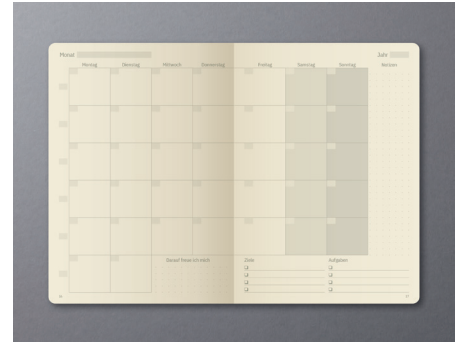 Monat
Jahr
Montag Dienstag Mittwoch Donnerstag Freitag Samstag Sonntag Notizen
Darauf freue ich mich
Ziele
Aufgaben